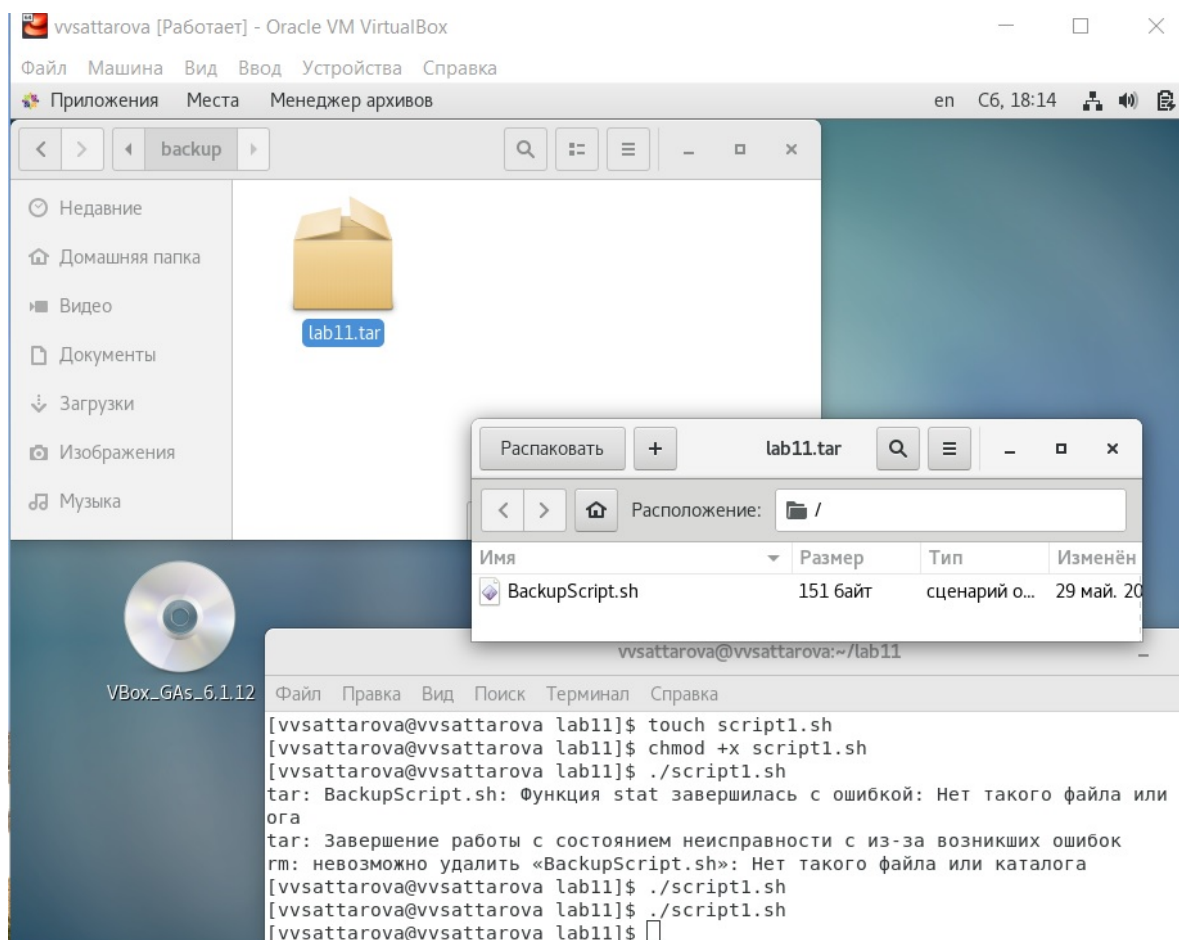 vvsattarova [Работает] - Oracle VM VirtualBox
Файл Машина Вид Ввод Устройства Справка
Приложения Места Менеджер архивов en Сб, 18:14
backup
Недавние
Домашняя папка
Видео
Документы
Загрузки
Изображения
Музыка
lab11.tar
Распаковать + lab11.tar
Расположение: /
Имя Размер Тип Изменён
BackupScript.sh 151 байт сценарий о... 29 май. 20
VBox_GAs_6.1.12
vvsattarova@vvsattarova:~/lab11
Файл Правка Вид Поиск Терминал Справка
[vvsattarova@vvsattarova lab11]$ touch script1.sh
[vvsattarova@vvsattarova lab11]$ chmod +x script1.sh
[vvsattarova@vvsattarova lab11]$ ./script1.sh
tar: BackupScript.sh: Функция stat завершилась с ошибкой: Нет такого файла или
ога
tar: Завершение работы с состоянием неисправности с из-за возникших ошибок
rm: невозможно удалить «BackupScript.sh»: Нет такого файла или каталога
[vvsattarova@vvsattarova lab11]$ ./script1.sh
[vvsattarova@vvsattarova lab11]$ ./script1.sh
[vvsattarova@vvsattarova lab11]$